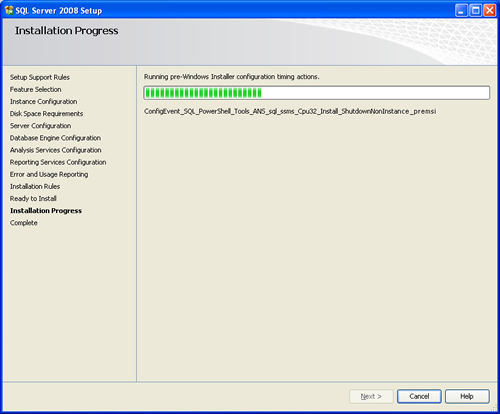 SQL Server 2008 Setup
Installation Progress
Setup Support Rules
Feature Selection
Instance Configuration
Disk Space Requirements
Server Configuration
Database Engine Configuration
Analysis Services Configuration
Reporting Services Configuration
Error and Usage Reporting
Installation Rules
Ready to Install
Installation Progress
Complete
Running pre-Windows Installer configuration timing actions.
ConfigEvent_SQL_PowerShell_Tools_ANS_sql_ssms_Cpu32_Install_ShutdownNonInstance_premsi
Next >
Cancel
Help